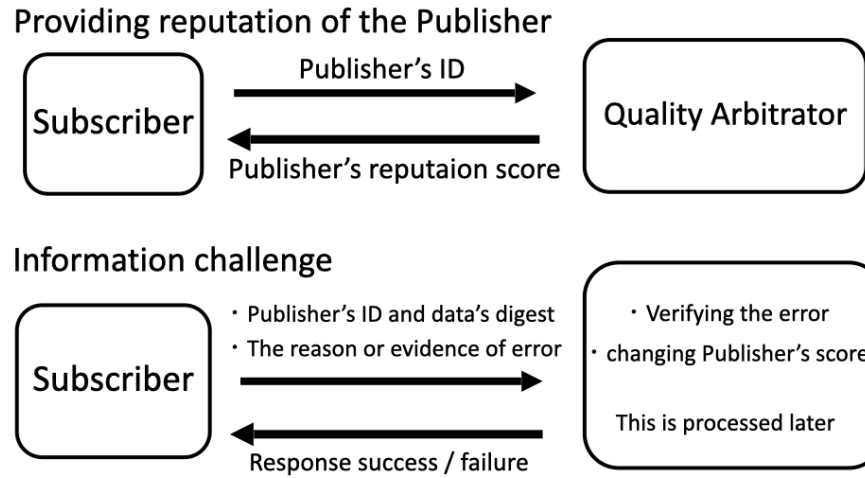 Providing reputation of the Publisher
Publisher's ID
Subscriber
Quality Arbitrator
Publisher's reputaion score
Information challenge
・Publisher's ID and data's digest
・The reason or evidence of error
Subscriber
・Verifying the error
・changing Publisher's score
This is processed later
Response success / failure